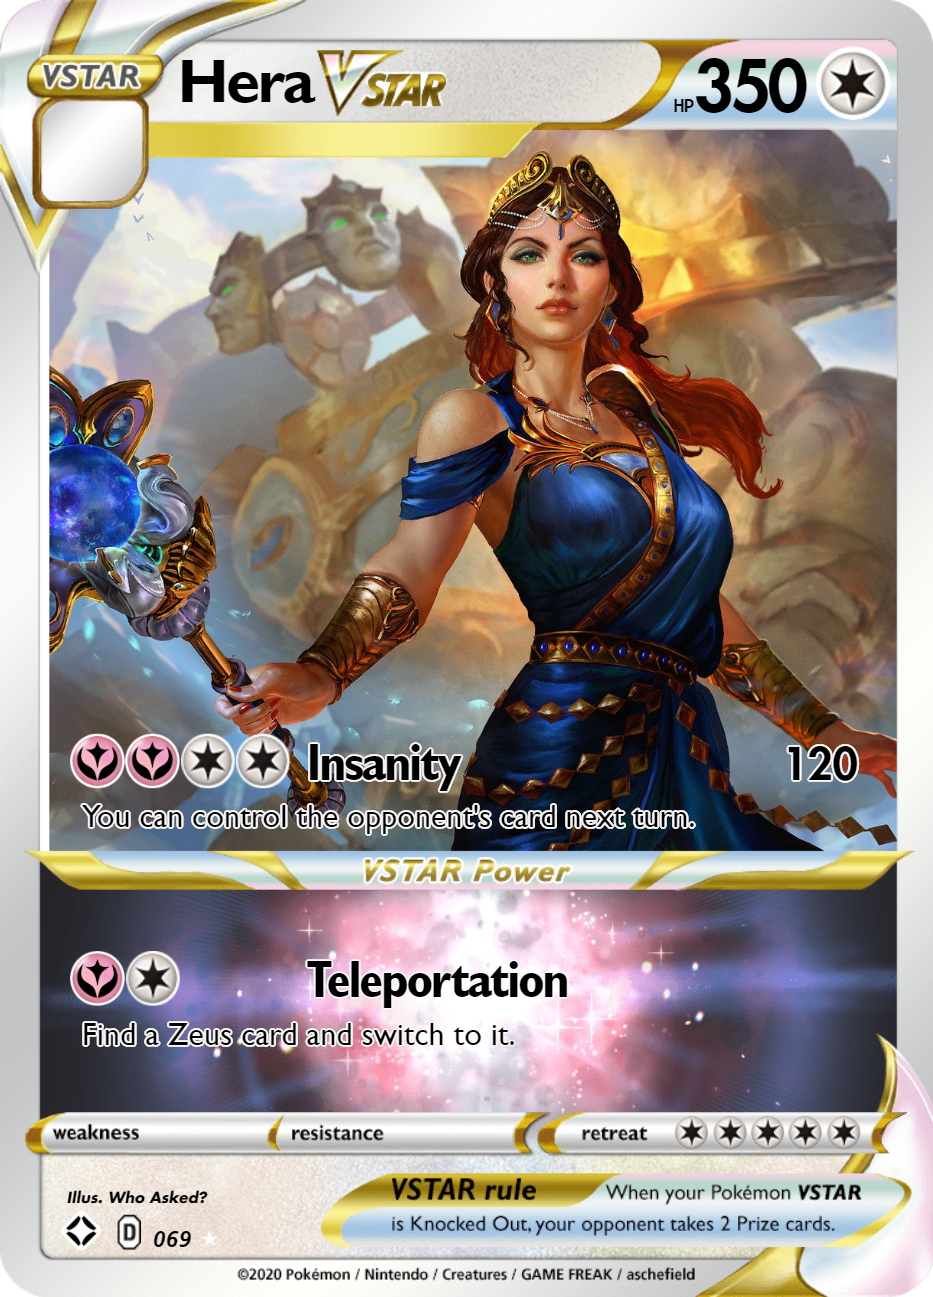 VSTAR
Hera VSTAR HP 350
Insanity 120
You can control the opponent's card next turn.
VSTAR Power
Teleportation
Find a Zeus card and switch to it.
weakness resistance retreat
Illus. Who Asked?
D 069
VSTAR rule When your Pokémon VSTAR
is Knocked Out, your opponent takes 2 Prize cards.
©2020 Pokémon / Nintendo / Creatures / GAME FREAK / aschefield